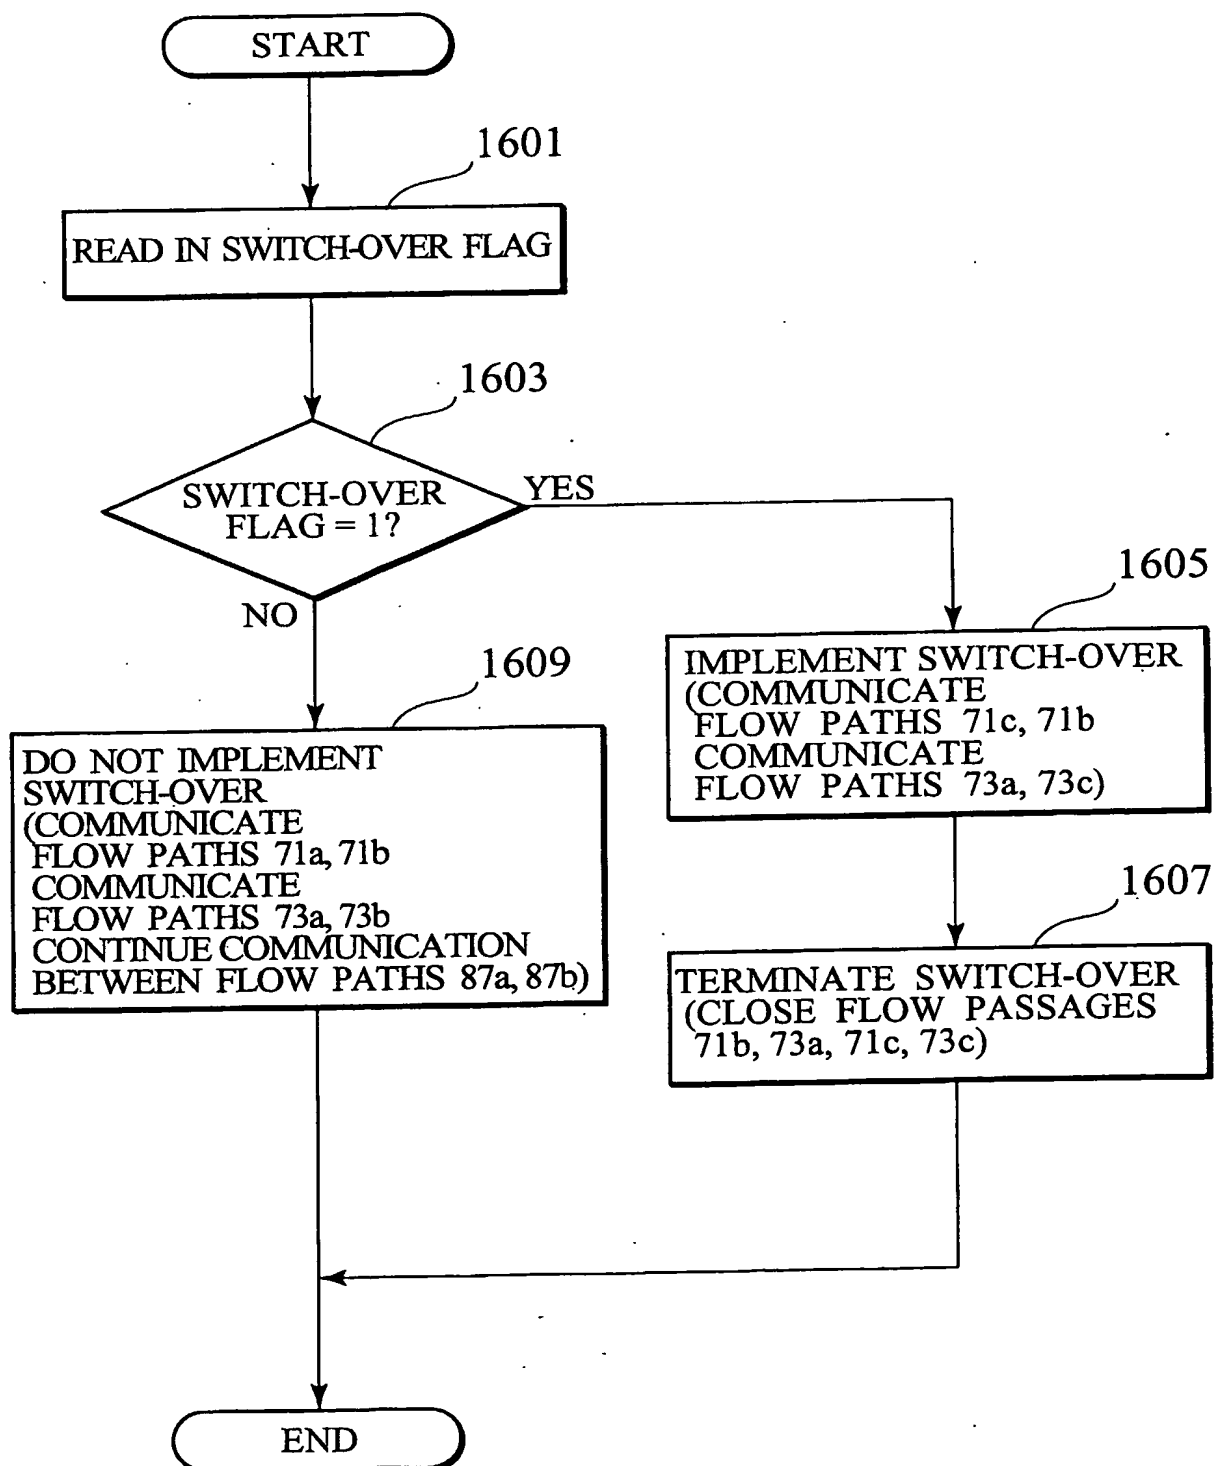 START
1601
READ IN SWITCH-OVER FLAG
1603
SWITCH-OVER
FLAG = 1?
YES
NO
1605
IMPLEMENT SWITCH-OVER
(COMMUNICATE
FLOW PATHS 71c, 71b
COMMUNICATE
FLOW PATHS 73a, 73c)
1607
TERMINATE SWITCH-OVER
(CLOSE FLOW PASSAGES
71b, 73a, 71c, 73c)
1609
DO NOT IMPLEMENT
SWITCH-OVER
(COMMUNICATE
FLOW PATHS 71a, 71b
COMMUNICATE
FLOW PATHS 73a, 73b
CONTINUE COMMUNICATION
BETWEEN FLOW PATHS 87a, 87b)
END